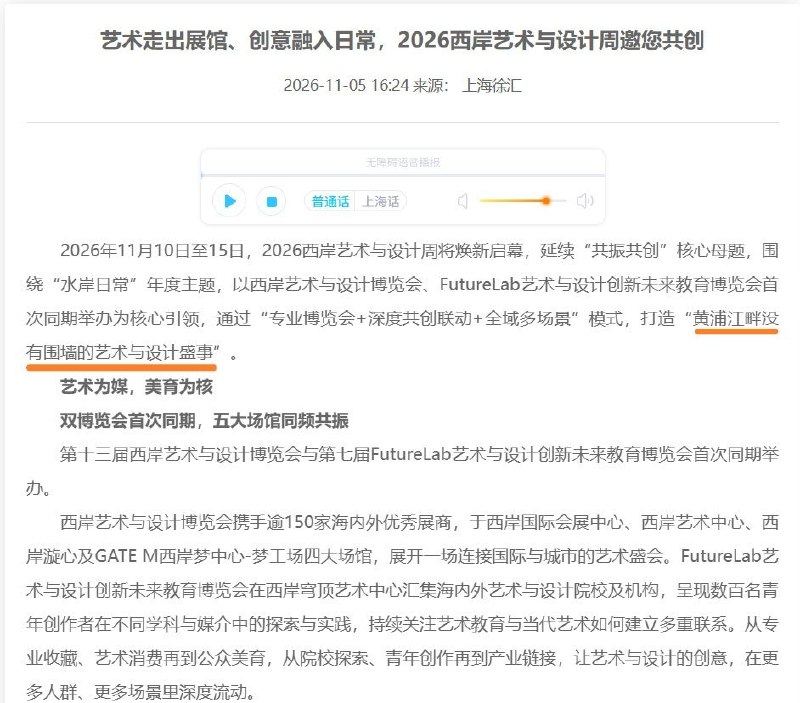 艺术走出展馆、创意融入日常，2026西岸艺术与设计周邀您共创
2026-11-05 16:24 来源： 上海徐汇
无障碍语音播报
普通话 上海话
2026年11月10日至15日，2026西岸艺术与设计周将焕新启幕，延续“共振共创”核心母题，围
绕“水岸日常”年度主题，以西岸艺术与设计博览会、FutureLab艺术与设计创新未来教育博览会首
次同期举办为核心引领，通过“专业博览会+深度共创联动+全域多场景”模式，打造“黄浦江畔没
有围墙的艺术与设计盛事”。
艺术为媒，美育为核
双博览会首次同期，五大场馆同频共振
第十三届西岸艺术与设计博览会与第七届FutureLab艺术与设计创新未来教育博览会首次同期举
办。
西岸艺术与设计博览会携手逾150家海内外优秀展商，于西岸国际会展中心、西岸艺术中心、西
岸漩心及GATE M西岸梦中心-梦工场四大场馆，展开一场连接国际与城市的艺术盛会。FutureLab艺
术与设计创新未来教育博览会在西岸穹顶艺术中心汇集海内外艺术与设计院校及机构，呈现数百名青
年创作者在不同学科与媒介中的探索与实践，持续关注艺术教育与当代艺术如何建立多重联系。从专
业收藏、艺术消费再到公众美育，从院校探索、青年创作再到产业链接，让艺术与设计的创意，在更
多人群、更多场景里深度流动。